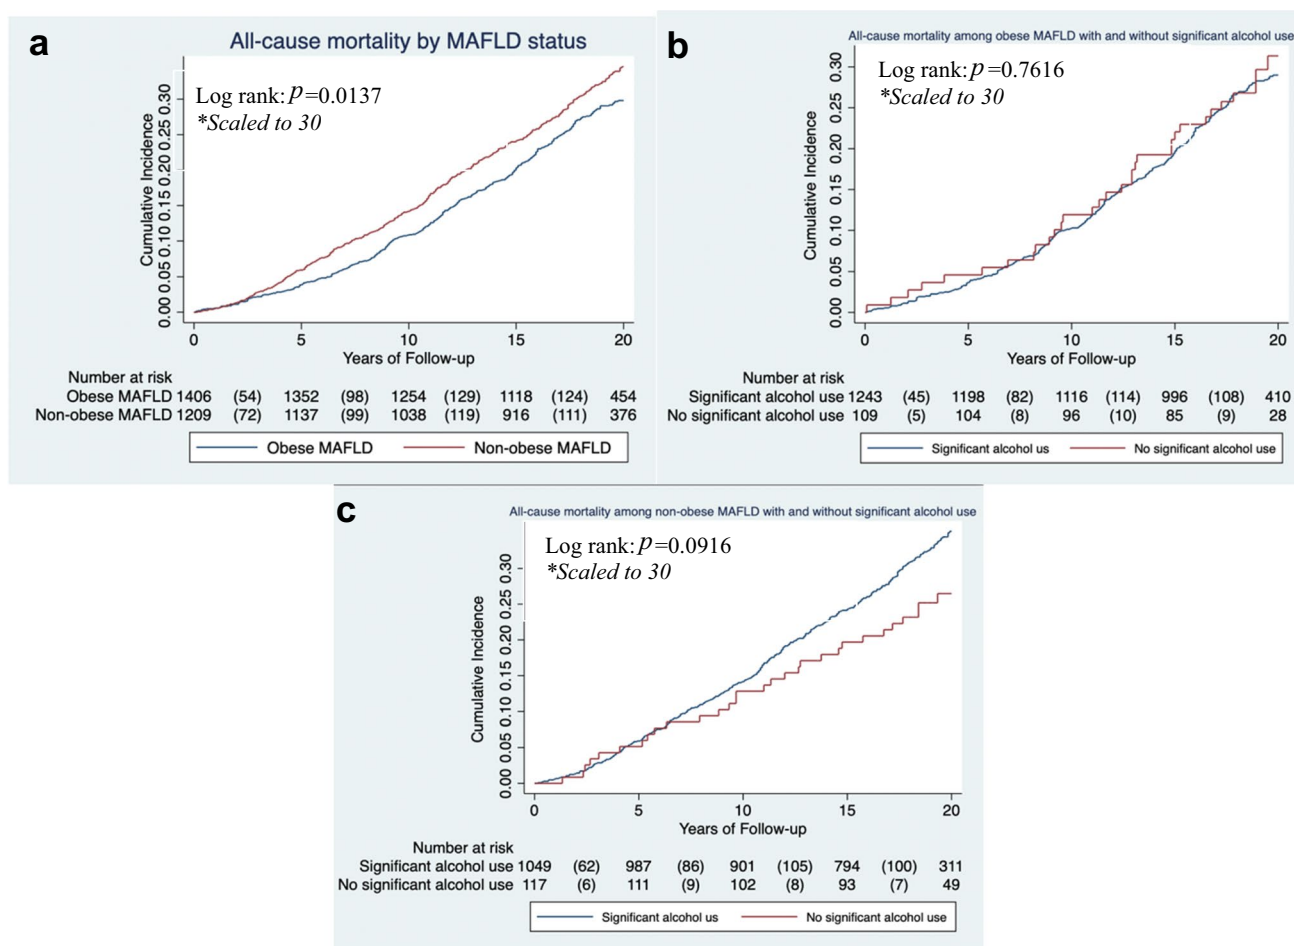 a
All-cause mortality by MAFLD status
Log rank: p=0.0137
*Scaled to 30
Cumulative Incidence
0.00 0.05 0.10 0.15 0.20 0.25 0.30
0 5 10 15 20
Years of Follow-up
Number at risk
Obese MAFLD 1406 (54) 1352 (98) 1254 (129) 1118 (124) 454
Non-obese MAFLD 1209 (72) 1137 (99) 1038 (119) 916 (111) 376
Obese MAFLD Non-obese MAFLD
b
All-cause mortality among obese MAFLD with and without significant alcohol use
Log rank: p=0.7616
*Scaled to 30
Cumulative Incidence
0.00 0.05 0.10 0.15 0.20 0.25 0.30
0 5 10 15 20
Years of Follow-up
Number at risk
Significant alcohol use 1243 (45) 1198 (82) 1116 (114) 996 (108) 410
No significant alcohol use 109 (5) 104 (8) 96 (10) 85 (9) 28
Significant alcohol us No significant alcohol use
c
All-cause mortality among non-obese MAFLD with and without significant alcohol use
Log rank: p=0.0916
*Scaled to 30
Cumulative Incidence
0.00 0.05 0.10 0.15 0.20 0.25 0.30
0 5 10 15 20
Years of Follow-up
Number at risk
Significant alcohol use 1049 (62) 987 (86) 901 (105) 794 (100) 311
No significant alcohol use 117 (6) 111 (9) 102 (8) 93 (7) 49
Significant alcohol us No significant alcohol use